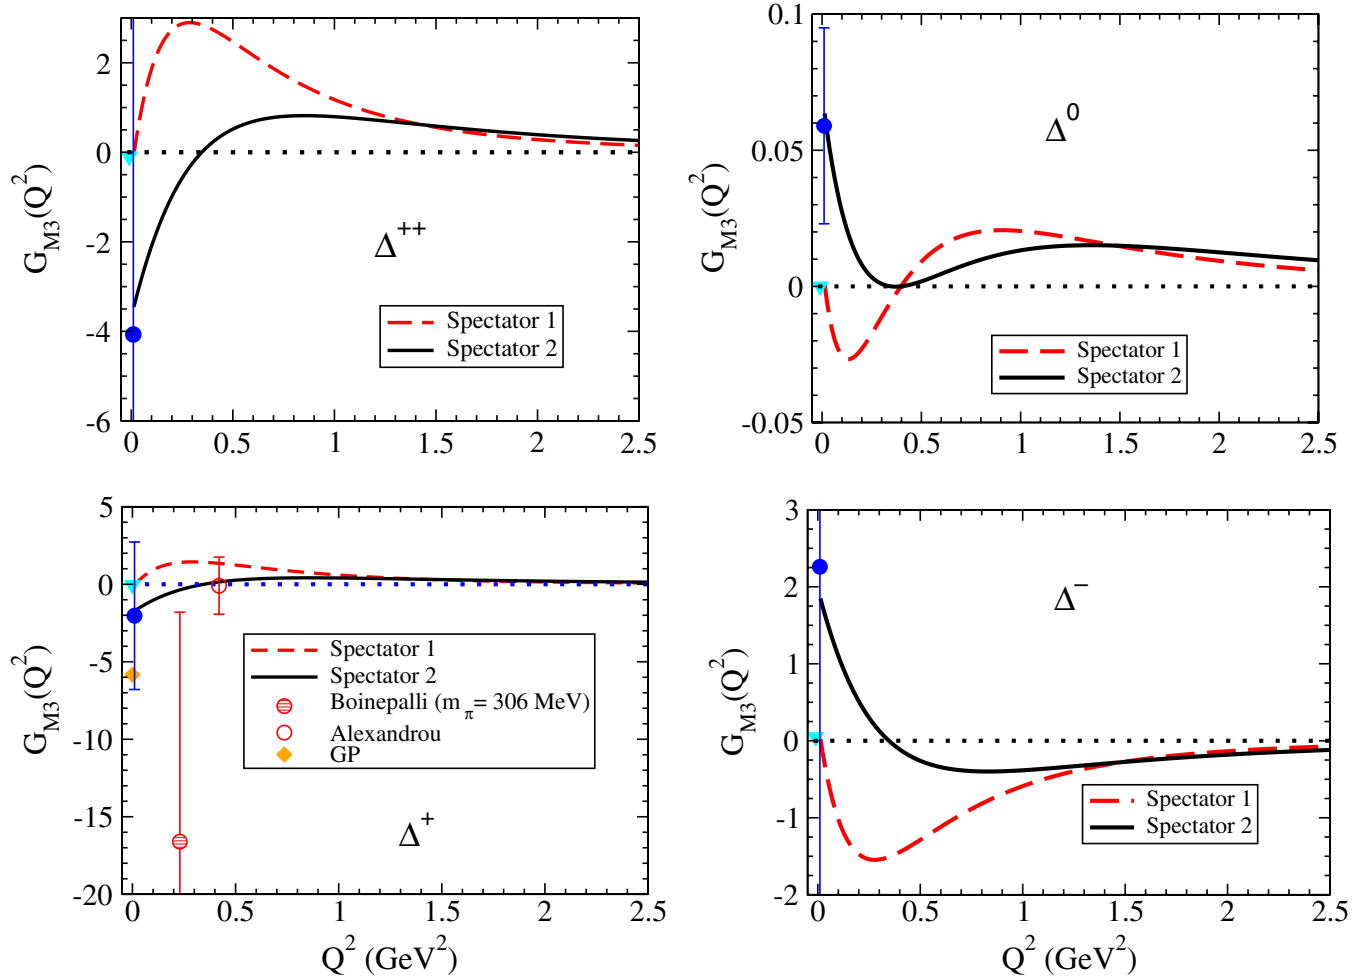 2
0
-2
-4
-6
G_M3(Q^2)
Δ^++
Spectator 1
Spectator 2
0 0.5 1 1.5 2 2.5
0.1
0.05
0
-0.05
G_M3(Q^2)
Δ^0
Spectator 1
Spectator 2
0 0.5 1 1.5 2 2.5
5
0
-5
-10
-15
-20
G_M3(Q^2)
Spectator 1
Spectator 2
Boinepalli (m_π= 306 MeV)
Alexandrou
GP
Δ^+
0 0.5 1 1.5 2 2.5
Q^2 (GeV^2)
3
2
1
0
-1
-2
G_M3(Q^2)
Δ^-
Spectator 1
Spectator 2
0 0.5 1 1.5 2 2.5
Q^2 (GeV^2)